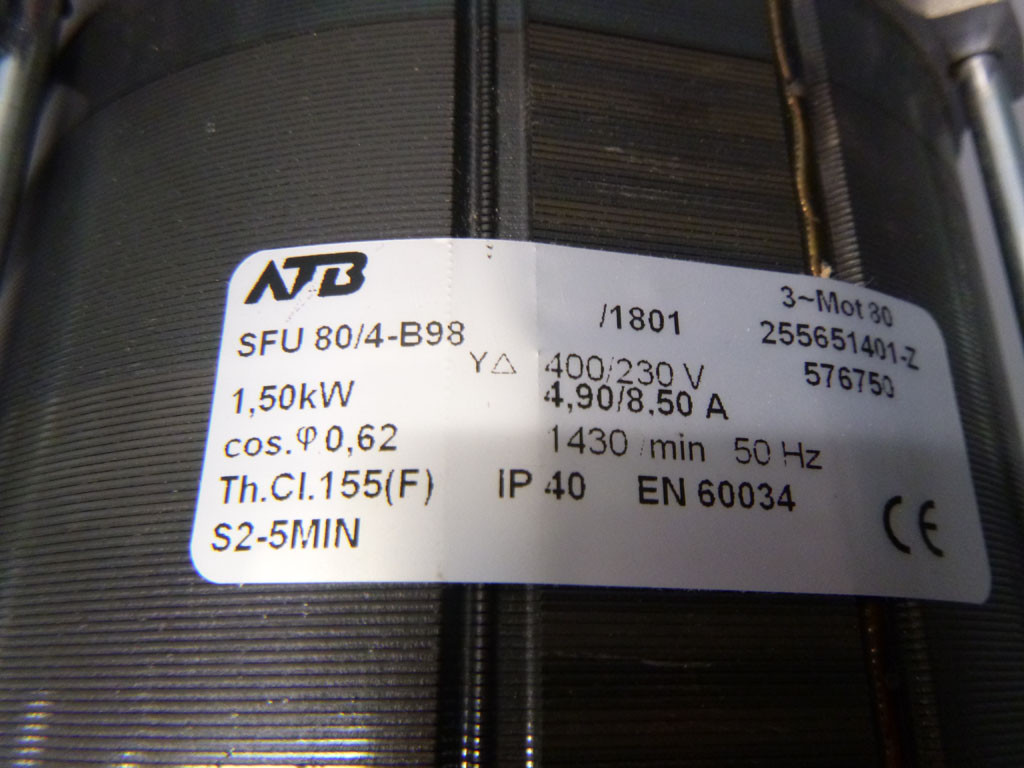 ATB
3~Mot 80
SFU 80/4-B98 /1801 255651401-Z
Y△ 400/230 V 576750
1,50kW 4,90/8,50 A
cos.φ 0,62 1430 /min 50 Hz
Th.Cl.155(F) IP 40 EN 60034
S2-5MIN CE